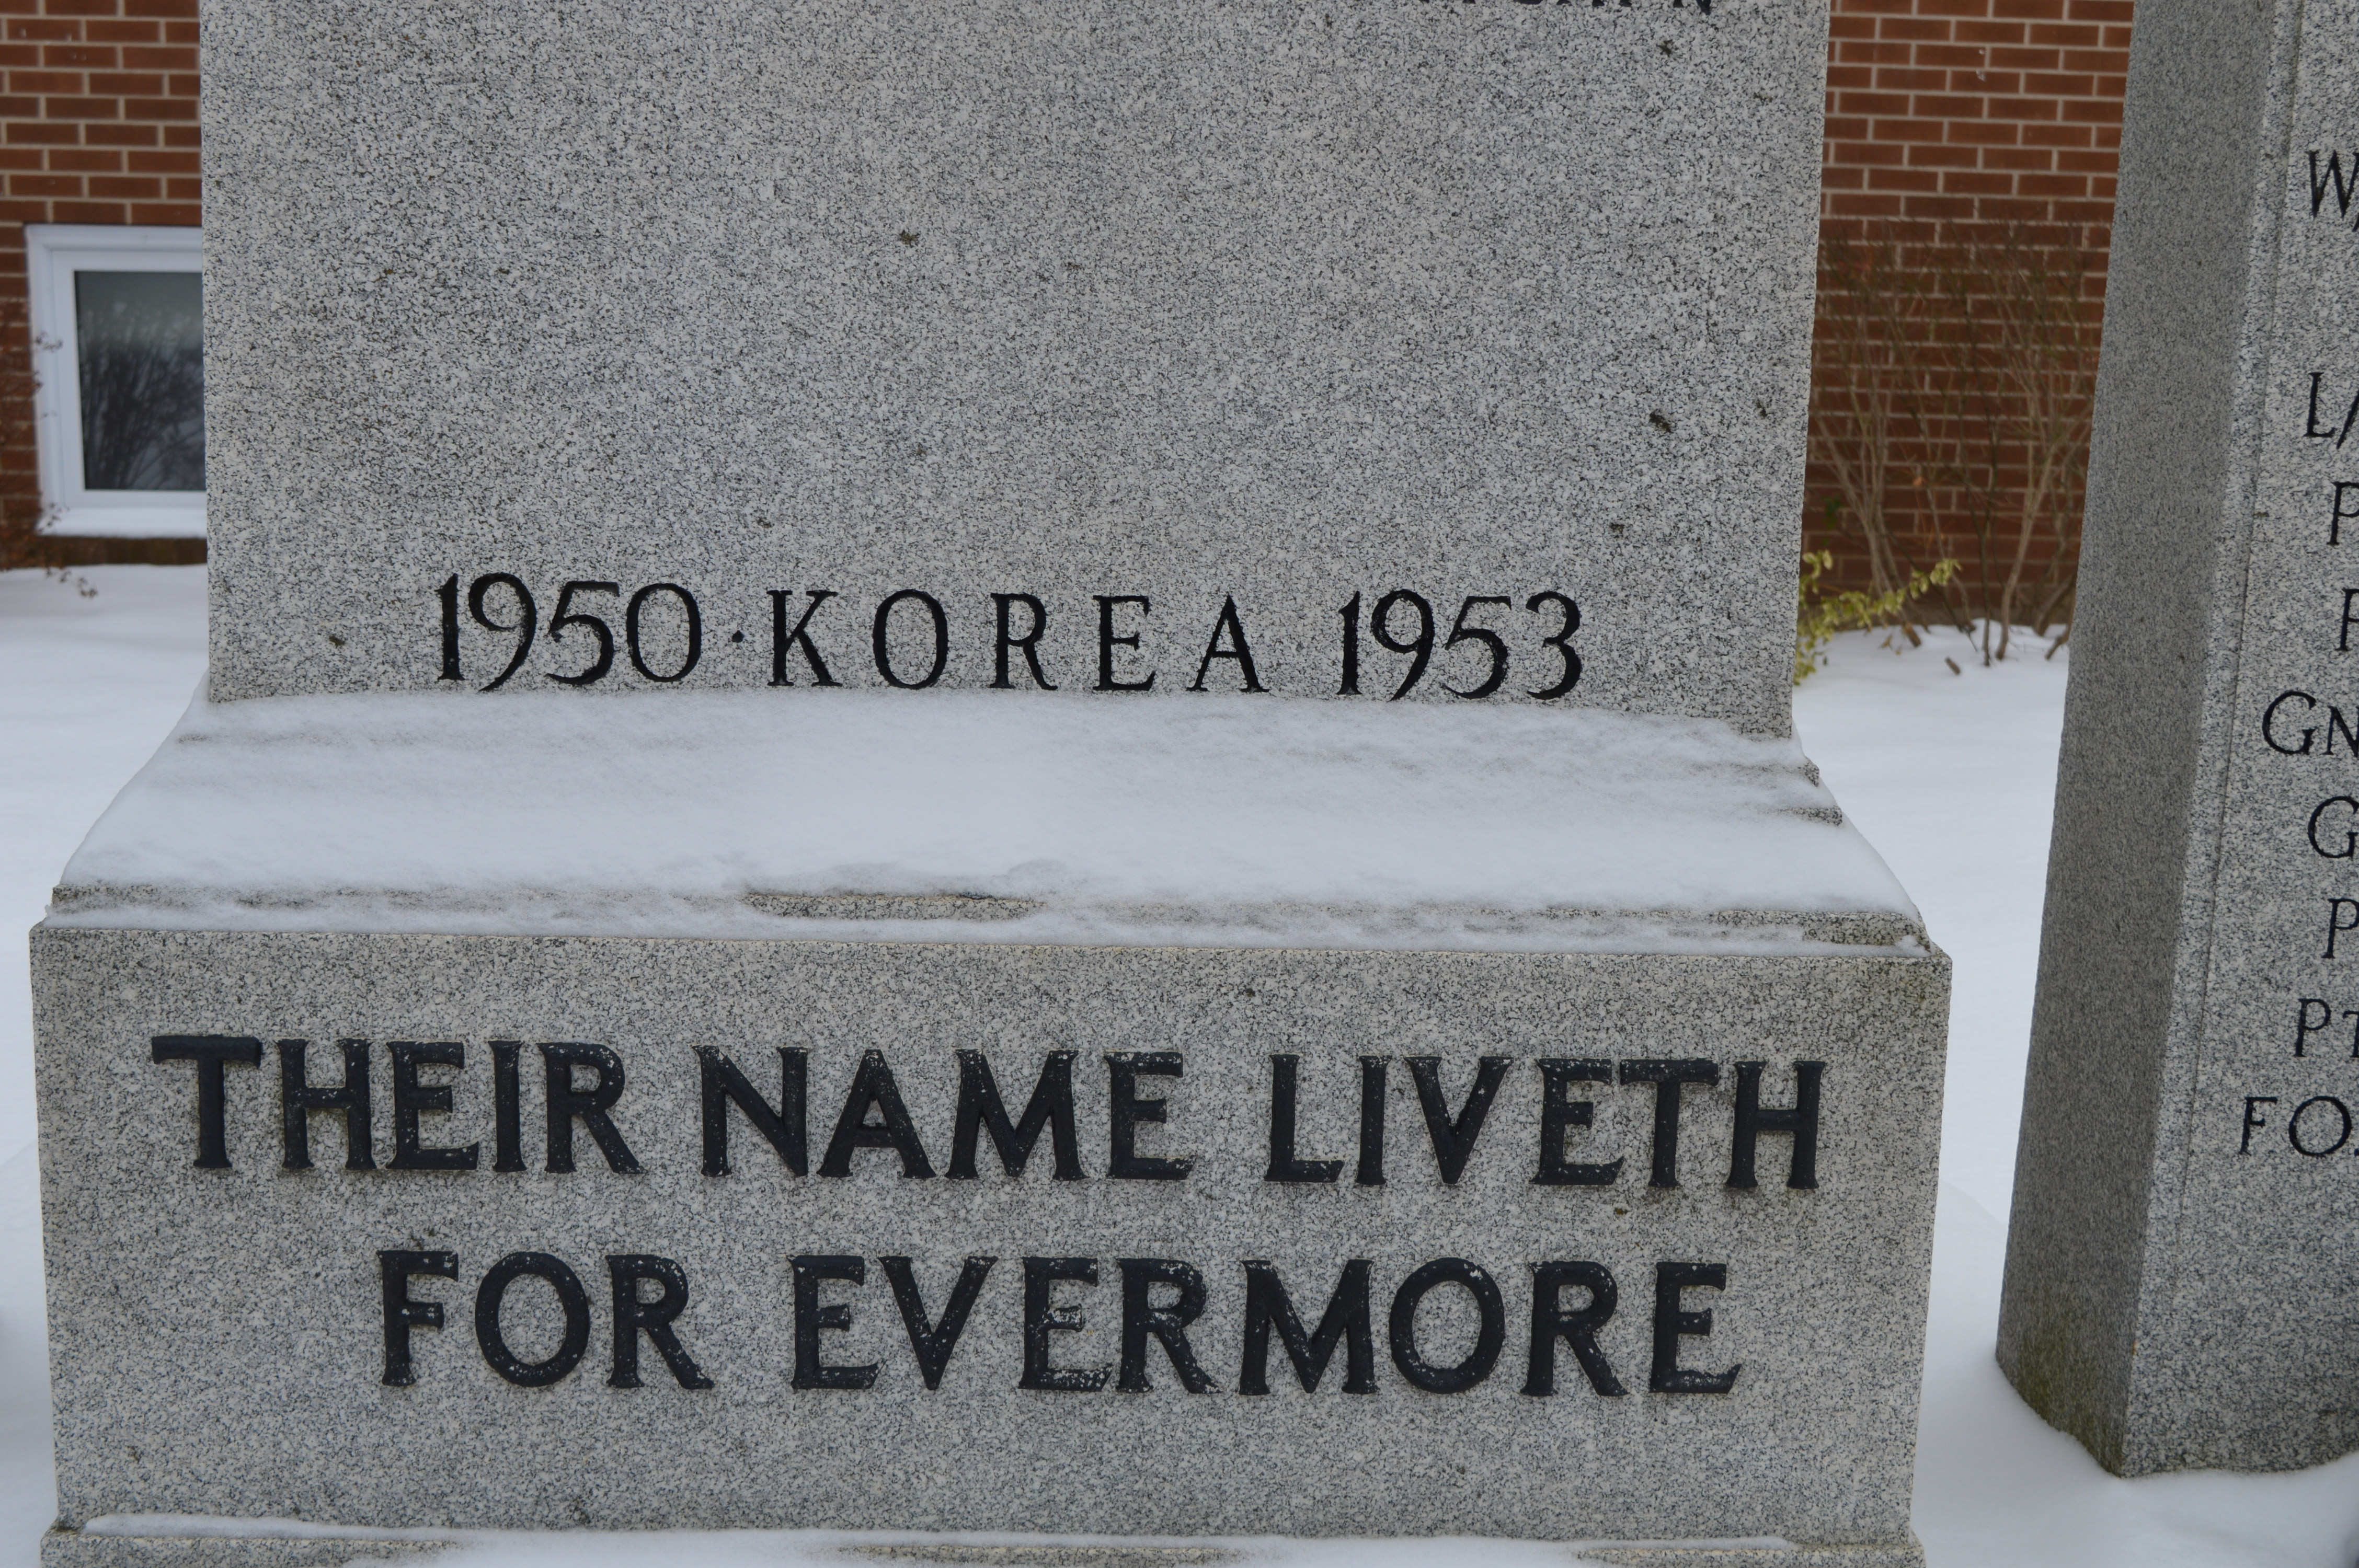 1950·KOREA 1953
THEIR NAME LIVETH
FOR EVERMORE